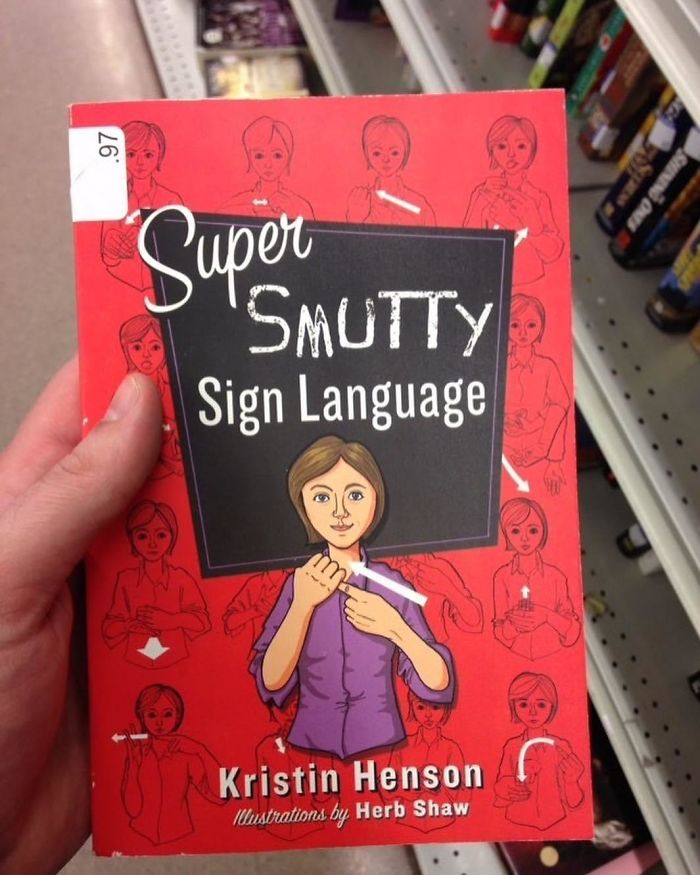 .97
Super
SMUTTY
Sign Language
Kristin Henson
Illustrations by Herb Shaw